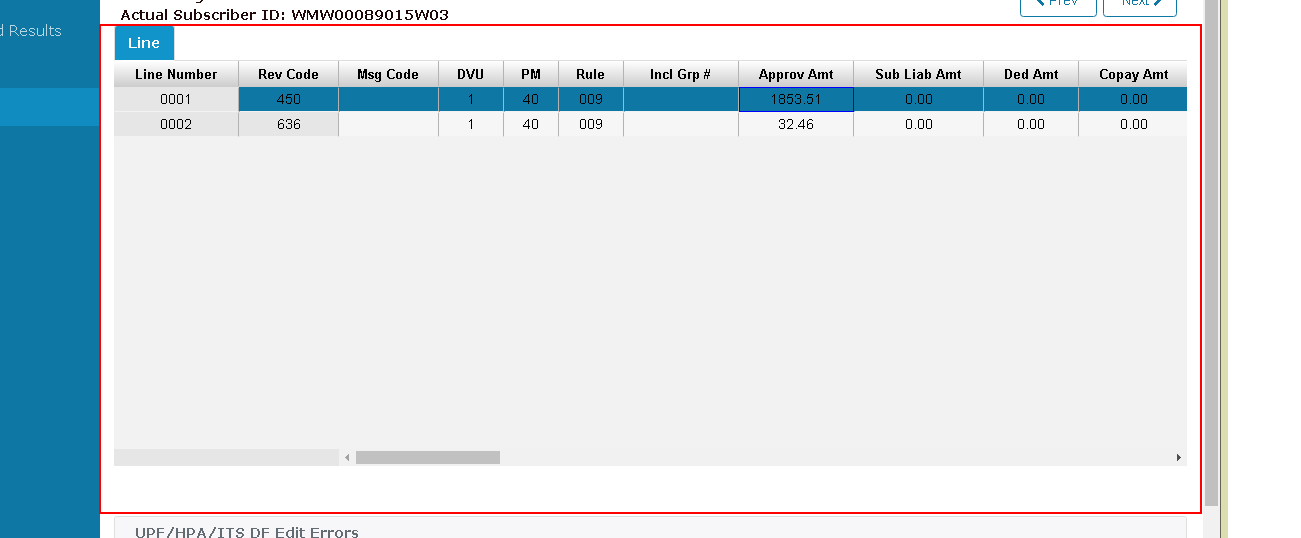 Actual Subscriber ID: WMW00089015W03
Prev Next
d Results
Line
Line Number Rev Code Msg Code DVU PM Rule Incl Grp # Approv Amt Sub Liab Amt Ded Amt Copay Amt
0001 450 1 40 009 1853.51 0.00 0.00 0.00
0002 636 1 40 009 32.46 0.00 0.00 0.00
UPF/HPA/ITS DF Edit Errors